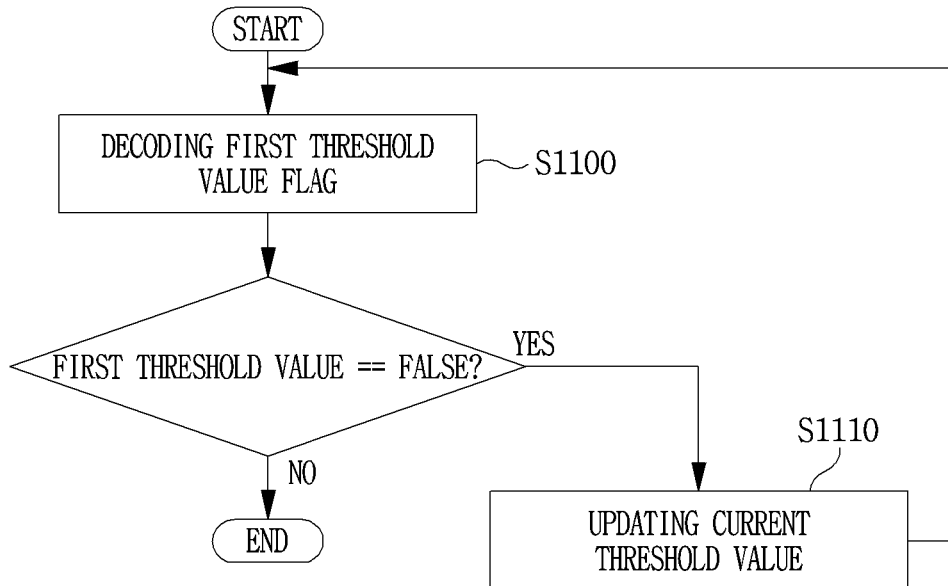 START
DECODING FIRST THRESHOLD
VALUE FLAG
S1100
FIRST THRESHOLD VALUE == FALSE?
YES
NO
S1110
END
UPDATING CURRENT
THRESHOLD VALUE